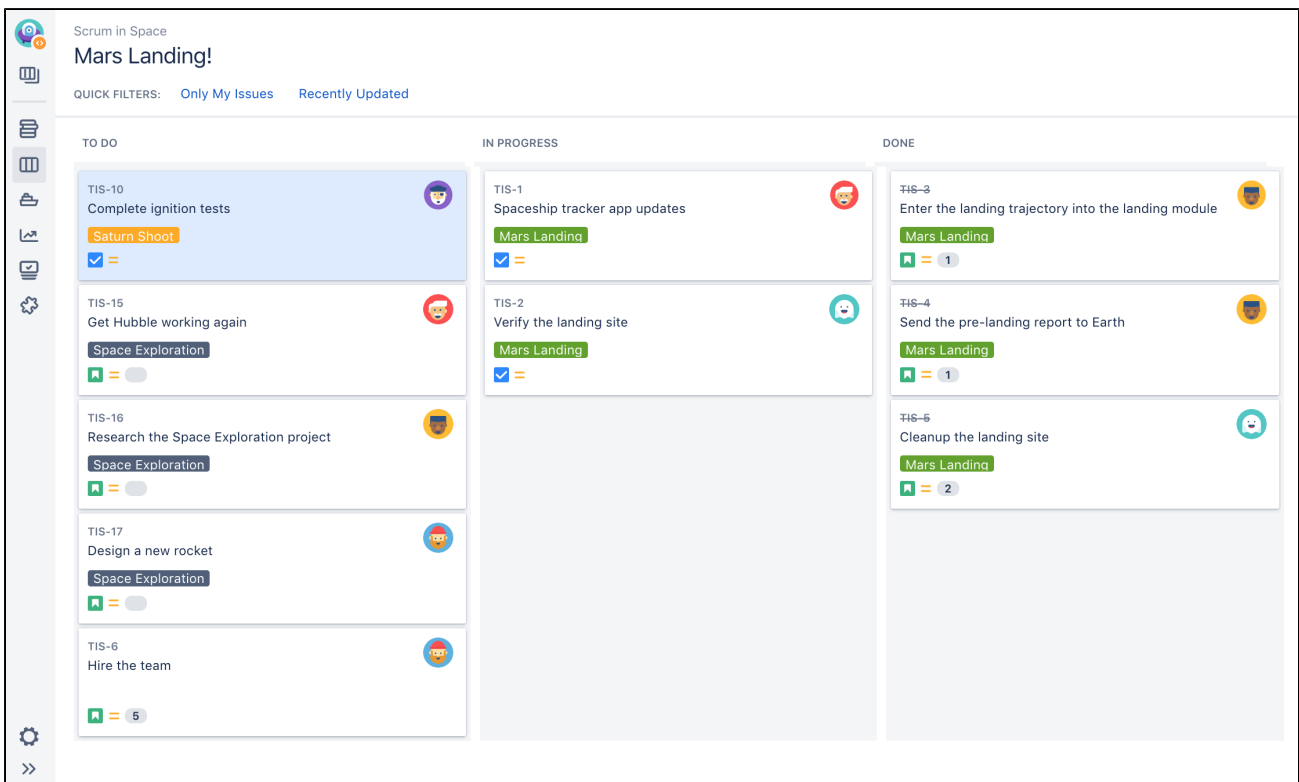 Scrum in Space
Mars Landing!
QUICK FILTERS: Only My Issues Recently Updated
TO DO
TIS-10
Complete ignition tests
Saturn Shoot
TIS-15
Get Hubble working again
Space Exploration
TIS-16
Research the Space Exploration project
Space Exploration
TIS-17
Design a new rocket
Space Exploration
TIS-6
Hire the team
5
IN PROGRESS
TIS-1
Spaceship tracker app updates
Mars Landing
TIS-2
Verify the landing site
Mars Landing
DONE
TIS-3
Enter the landing trajectory into the landing module
Mars Landing
1
TIS-4
Send the pre-landing report to Earth
Mars Landing
1
TIS-5
Cleanup the landing site
Mars Landing
2